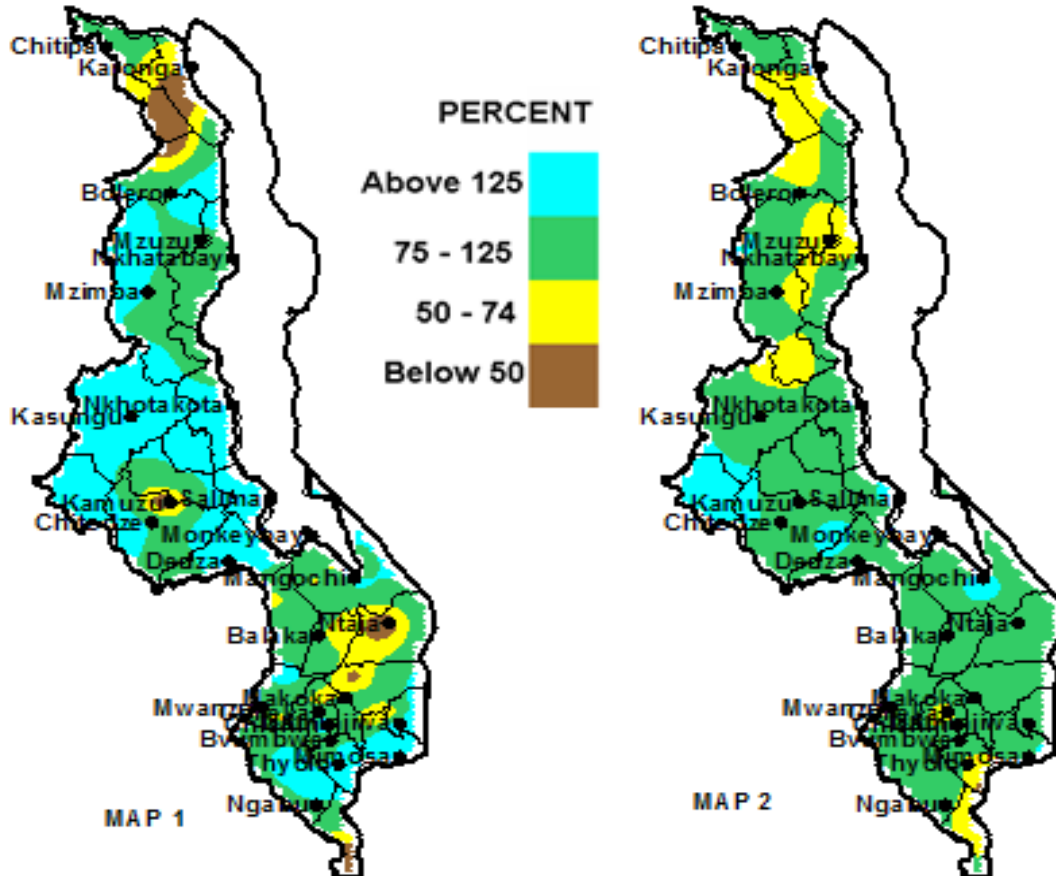 Chitipa
Karonga
Bolero
Mzuzu
Nkhatabay
Mzimba
Nkhotakota
Kasungu
Kamuzu
Salima
Chitedze
Monkeybay
Dedza
Mangochi
Ntaja
Balaka
Makoka
Bvumbwe
Mimosa
Thyolo
Ngabu
MAP 1
PERCENT
Above 125
75 - 125
50 - 74
Below 50
Chitipa
Karonga
Bolero
Mzuzu
Nkhatabay
Mzimba
Nkhotakota
Kasungu
Kamuzu
Salima
Chitedze
Monkeybay
Dedza
Mangochi
Ntaja
Balaka
Makoka
Bvumbwe
Mimosa
Thyolo
Ngabu
MAP 2